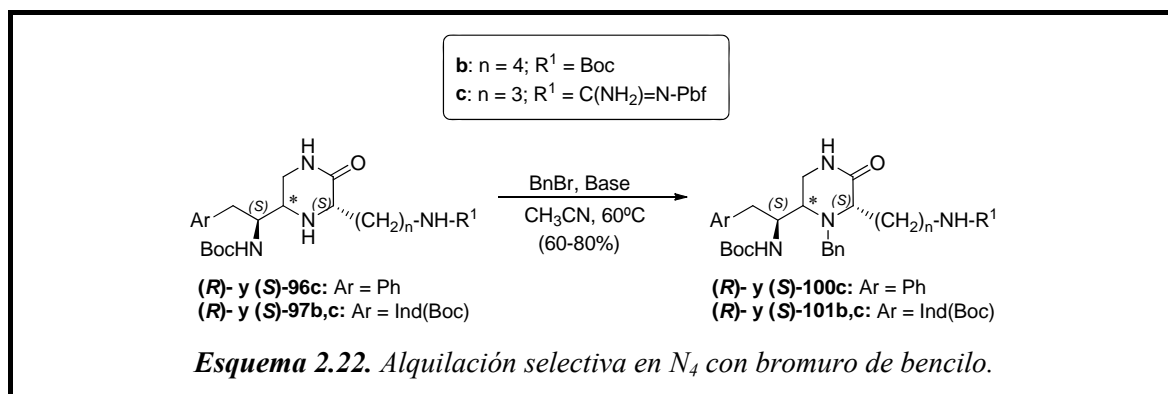 b: n = 4; R¹ = Boc
c: n = 3; R¹ = C(NH₂)=N-Pbf
H
N
O
(S)
*
(S)
Ar
N
H
(CH₂)ₙ-NH-R¹
BocHN
(R)- y (S)-96c: Ar = Ph
(R)- y (S)-97b,c: Ar = Ind(Boc)
BnBr, Base
CH₃CN, 60ºC
(60-80%)
H
N
O
(S)
*
(S)
Ar
N
(CH₂)ₙ-NH-R¹
BocHN
Bn
(R)- y (S)-100c: Ar = Ph
(R)- y (S)-101b,c: Ar = Ind(Boc)
Esquema 2.22. Alquilación selectiva en N₄ con bromuro de bencilo.